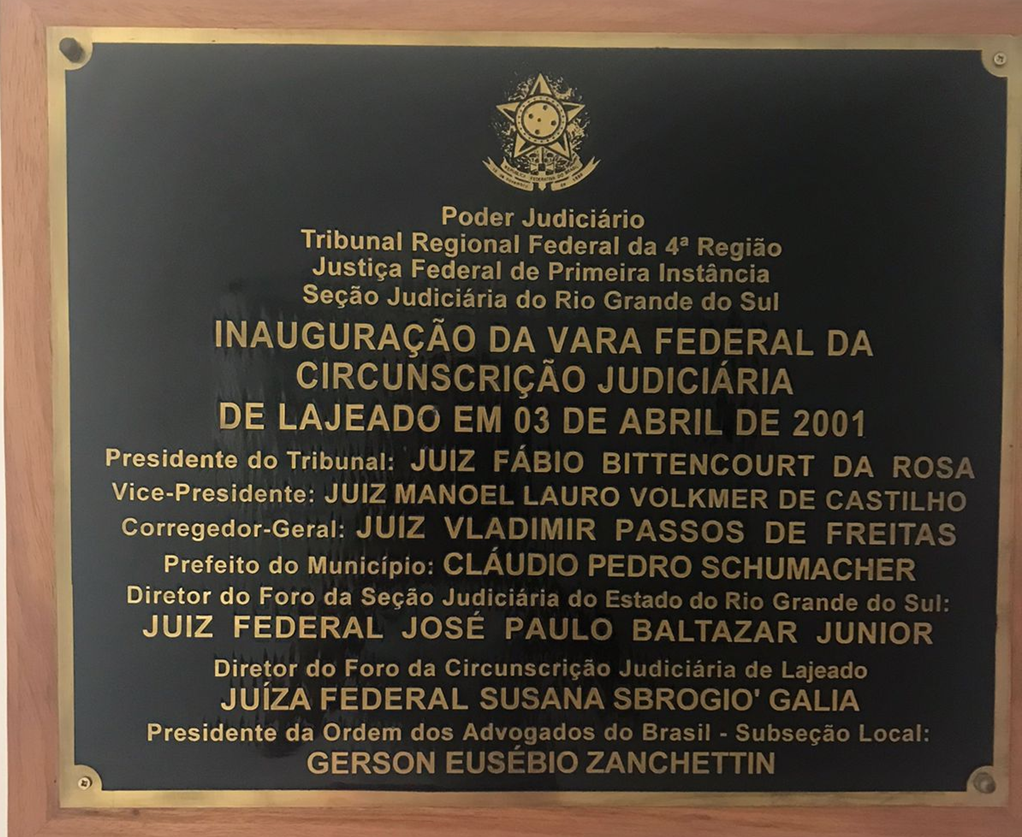 REPÚBLICA FEDERATIVA DO BRASIL
Poder Judiciário
Tribunal Regional Federal da 4ª Região
Justiça Federal de Primeira Instância
Seção Judiciária do Rio Grande do Sul
INAUGURAÇÃO DA VARA FEDERAL DA
CIRCUNSCRIÇÃO JUDICIÁRIA
DE LAJEADO EM 03 DE ABRIL DE 2001
Presidente do Tribunal: JUIZ FÁBIO BITTENCOURT DA ROSA
Vice-Presidente: JUIZ MANOEL LAURO VOLKMER DE CASTILHO
Corregedor-Geral: JUIZ VLADIMIR PASSOS DE FREITAS
Prefeito do Município: CLÁUDIO PEDRO SCHUMACHER
Diretor do Foro da Seção Judiciária do Estado do Rio Grande do Sul:
JUIZ FEDERAL JOSÉ PAULO BALTAZAR JUNIOR
Diretor do Foro da Circunscrição Judiciária de Lajeado
JUÍZA FEDERAL SUSANA SBROGIO' GALIA
Presidente da Ordem dos Advogados do Brasil - Subseção Local:
GERSON EUSÉBIO ZANCHETTIN